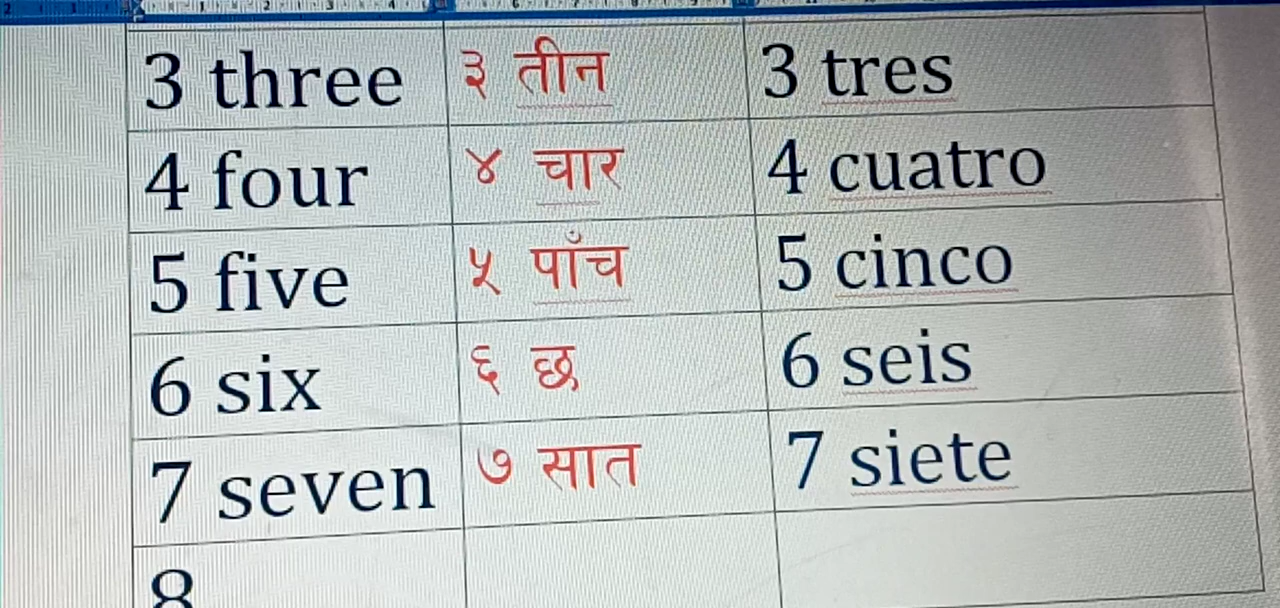 3 three ३ तीन 3 tres
4 four ४ चार 4 cuatro
5 five ५ पाँच 5 cinco
6 six ६ छ 6 seis
7 seven ७ सात 7 siete
8